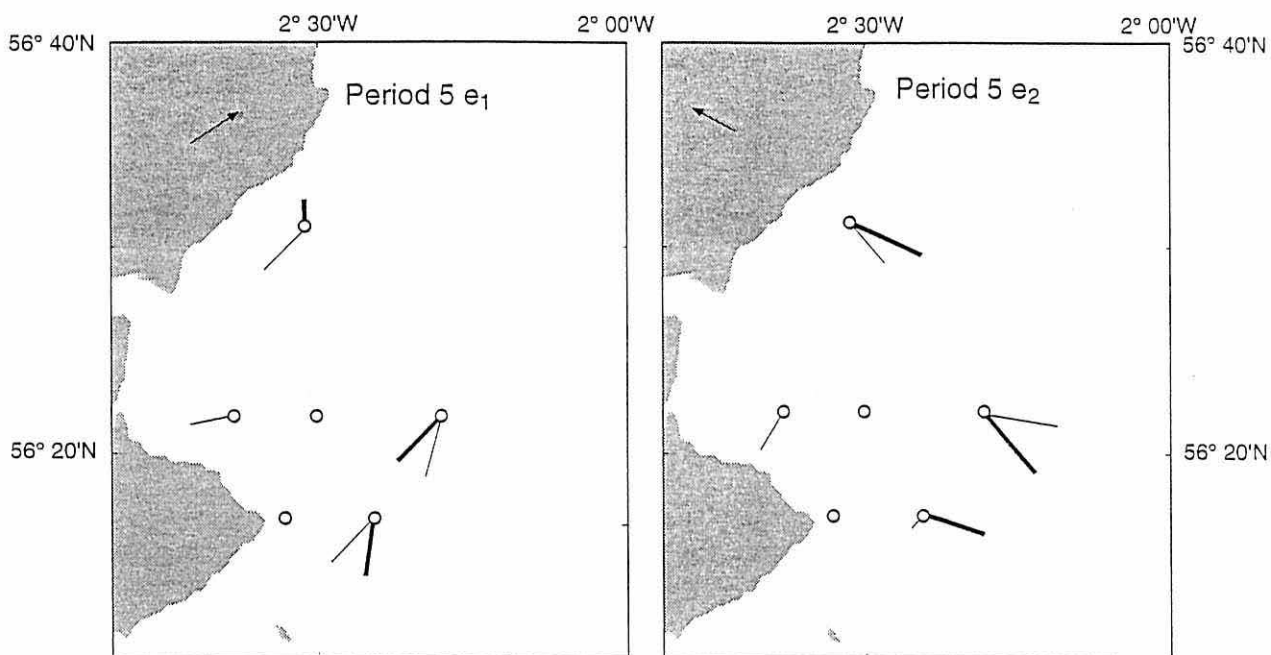 2° 30'W 2° 00'W 2° 30'W 2° 00'W
56° 40'N 56° 40'N
Period 5 e₁ Period 5 e₂
56° 20'N 56° 20'N